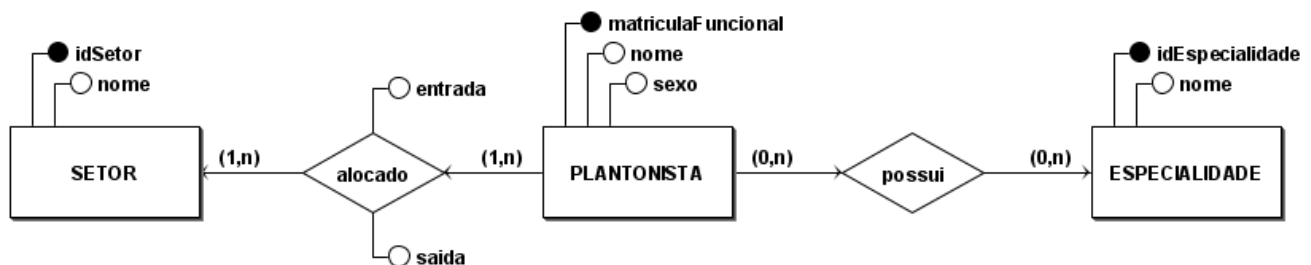 idSetor
nome
SETOR
(1,n)
entrada
alocado
saida
(1,n)
matriculaFuncional
nome
sexo
PLANTONISTA
(0,n)
possui
(0,n)
idEspecialidade
nome
ESPECIALIDADE